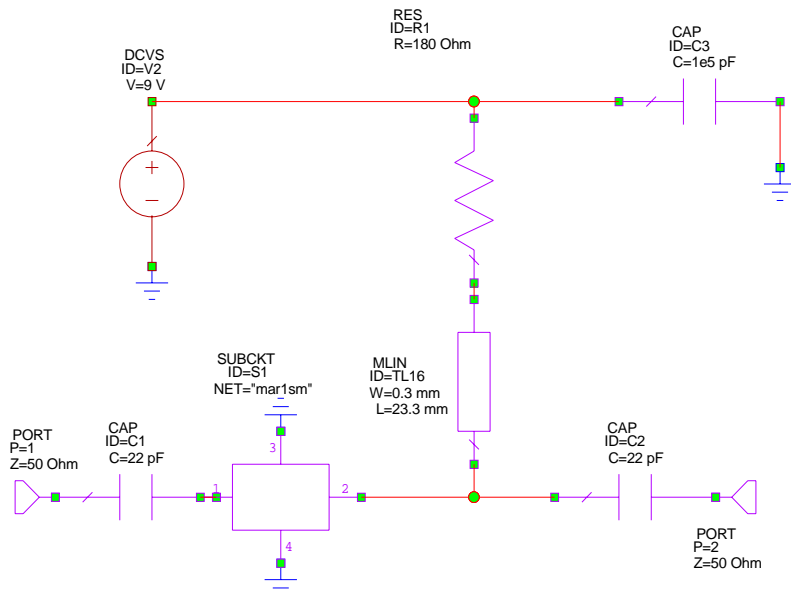 RES
ID=R1
R=180 Ohm
CAP
ID=C3
C=1e5 pF
DCVS
ID=V2
V=9 V
SUBCKT
ID=S1
NET="mar1sm"
MLIN
ID=TL16
W=0.3 mm
L=23.3 mm
PORT
P=1
Z=50 Ohm
CAP
ID=C1
C=22 pF
3
1
2
4
CAP
ID=C2
C=22 pF
PORT
P=2
Z=50 Ohm